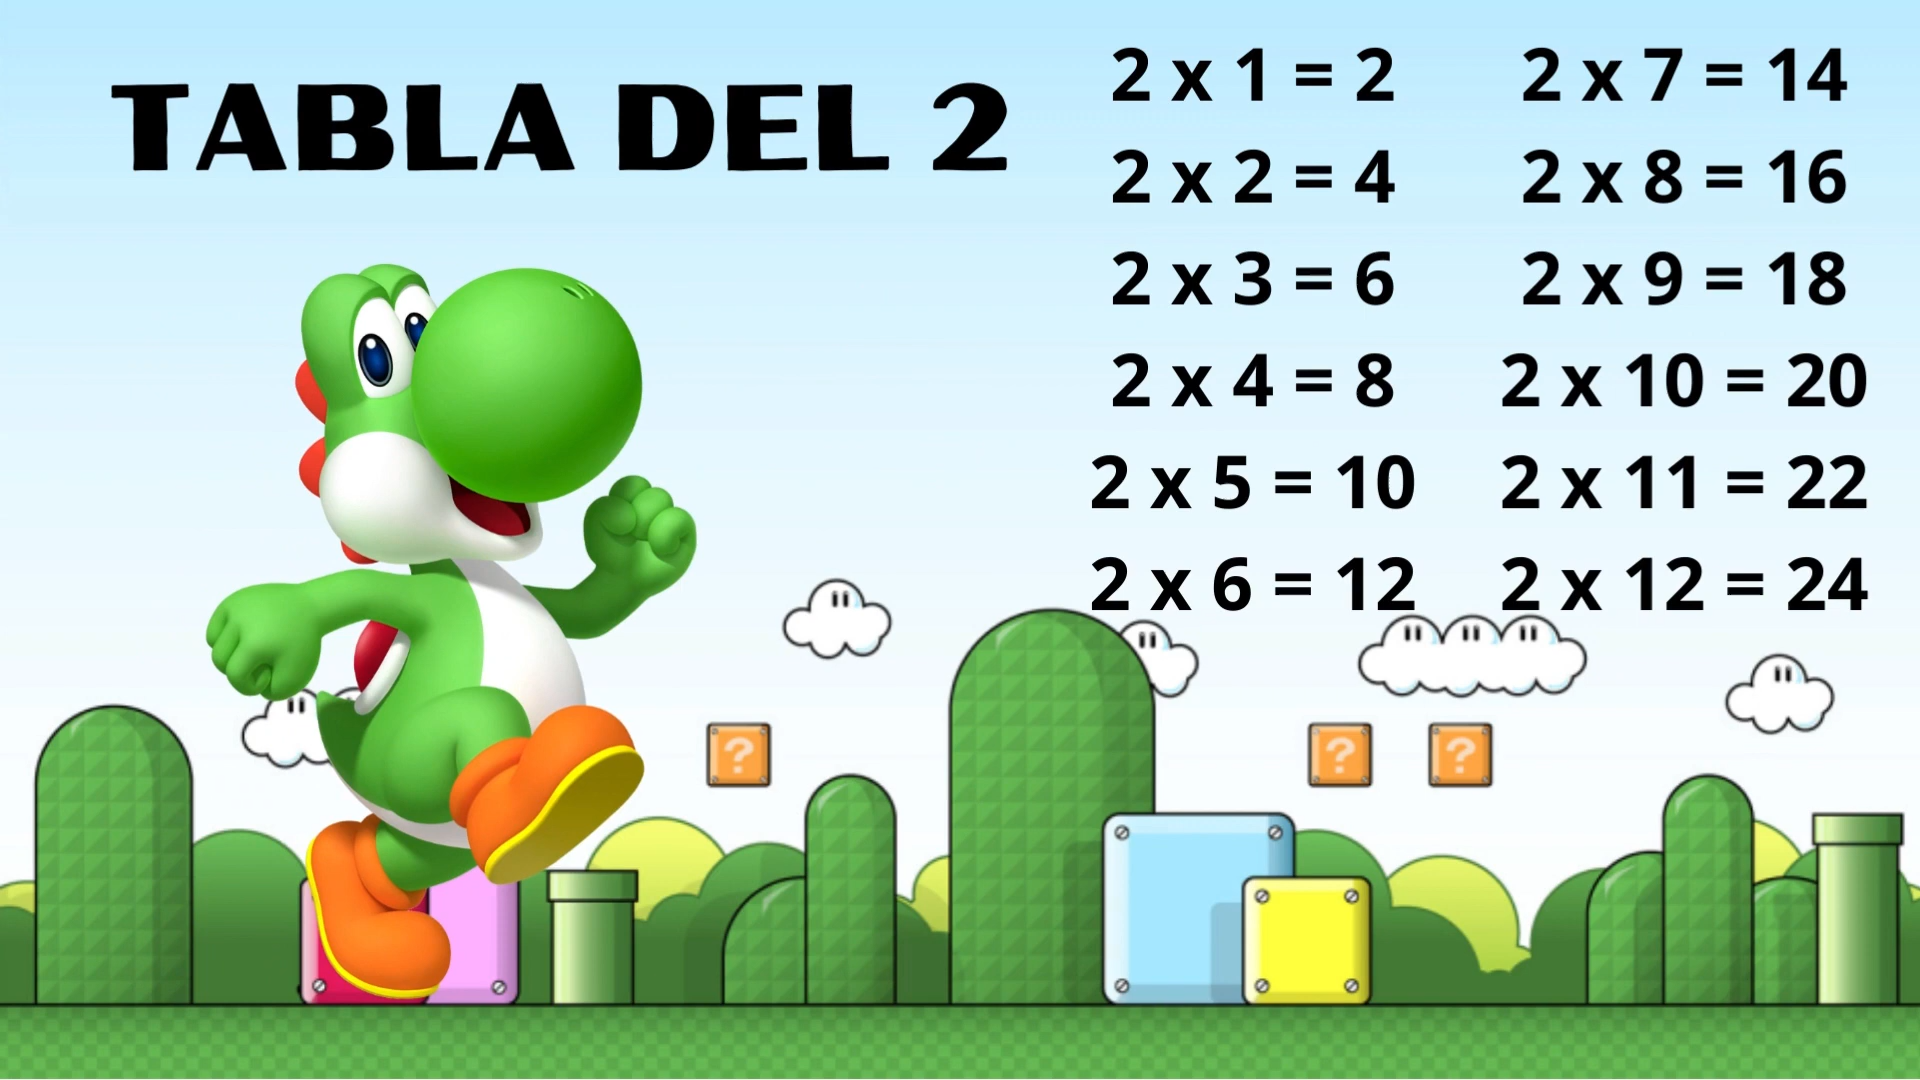 TABLA DEL 2
2 x 1 = 2
2 x 2 = 4
2 x 3 = 6
2 x 4 = 8
2 x 5 = 10
2 x 6 = 12
2 x 7 = 14
2 x 8 = 16
2 x 9 = 18
2 x 10 = 20
2 x 11 = 22
2 x 12 = 24
?
?
?